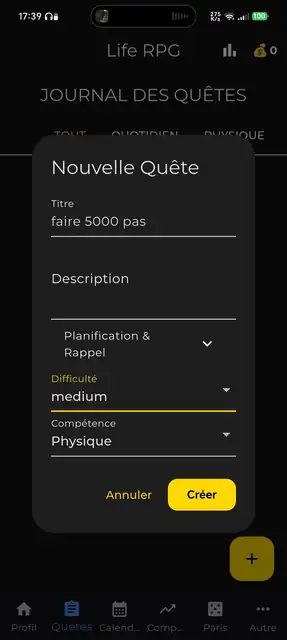 17:39
275 K/s
100
Life RPG
0
JOURNAL DES QUÊTES
TOUT QUOTIDIEN PHYSIQUE
Nouvelle Quête
Titre
faire 5000 pas
Description
Planification &
Rappel
Difficulté
medium
Compétence
Physique
Annuler
Créer
+
Profil
Quetes
Calend...
Comp...
Paris
Autre